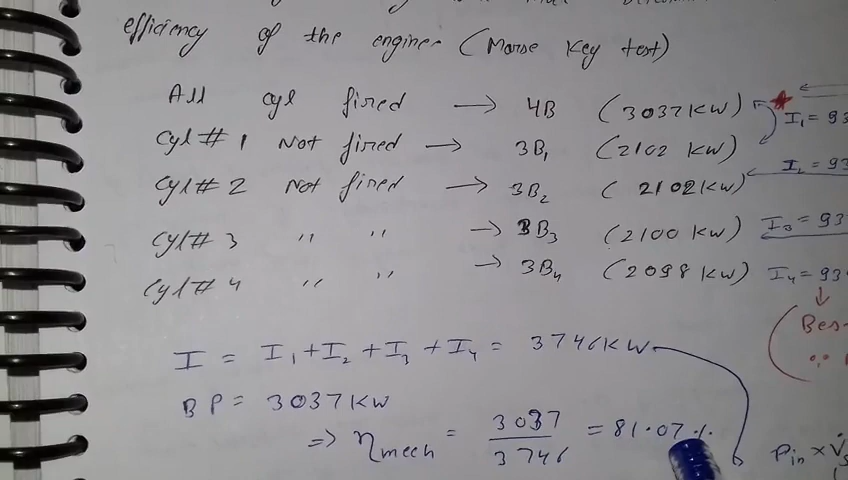 efficiency of the engine (Morse Key test)
All cyl fired → 4B (3037 KW)
I₁ = 93
Cyl # 1 Not fired → 3B₁ (2102 KW)
I₂ = 93
Cyl # 2 Not fired → 3B₂ (2102 KW)
Cyl # 3 " " → 3B₃ (2100 KW) I₃ = 93
Cyl # 4 " " → 3B₄ (2098 KW) I₄ = 93
I = I₁ + I₂ + I₃ + I₄ = 3746 KW
BP = 3037 KW
⇒ η mech = 3037 / 3746 = 81.07 %